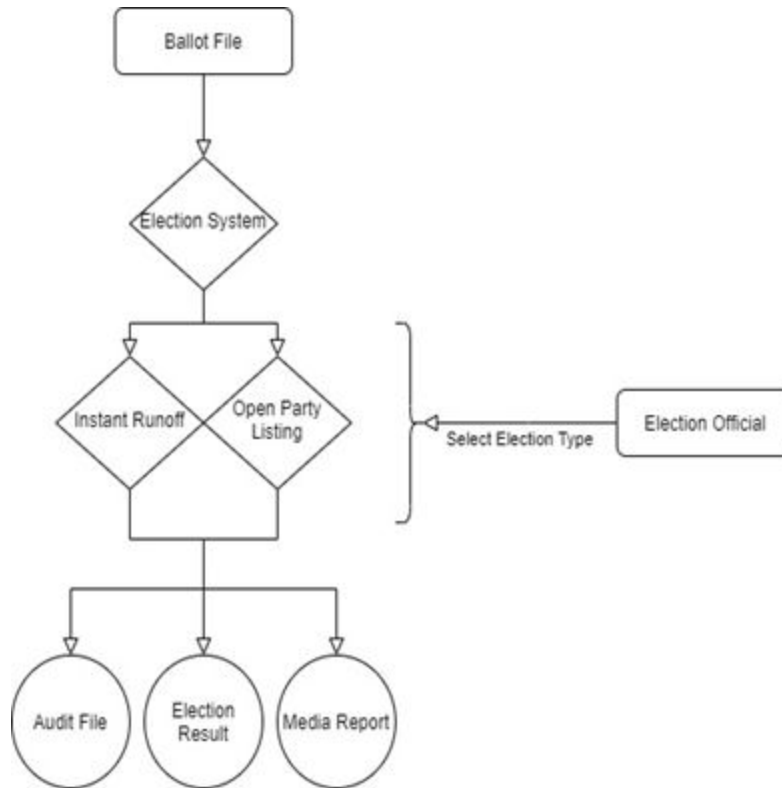 Ballot File
Election System
Instant Runoff
Open Party
Listing
Select Election Type
Election Official
Audit File
Election
Result
Media Report